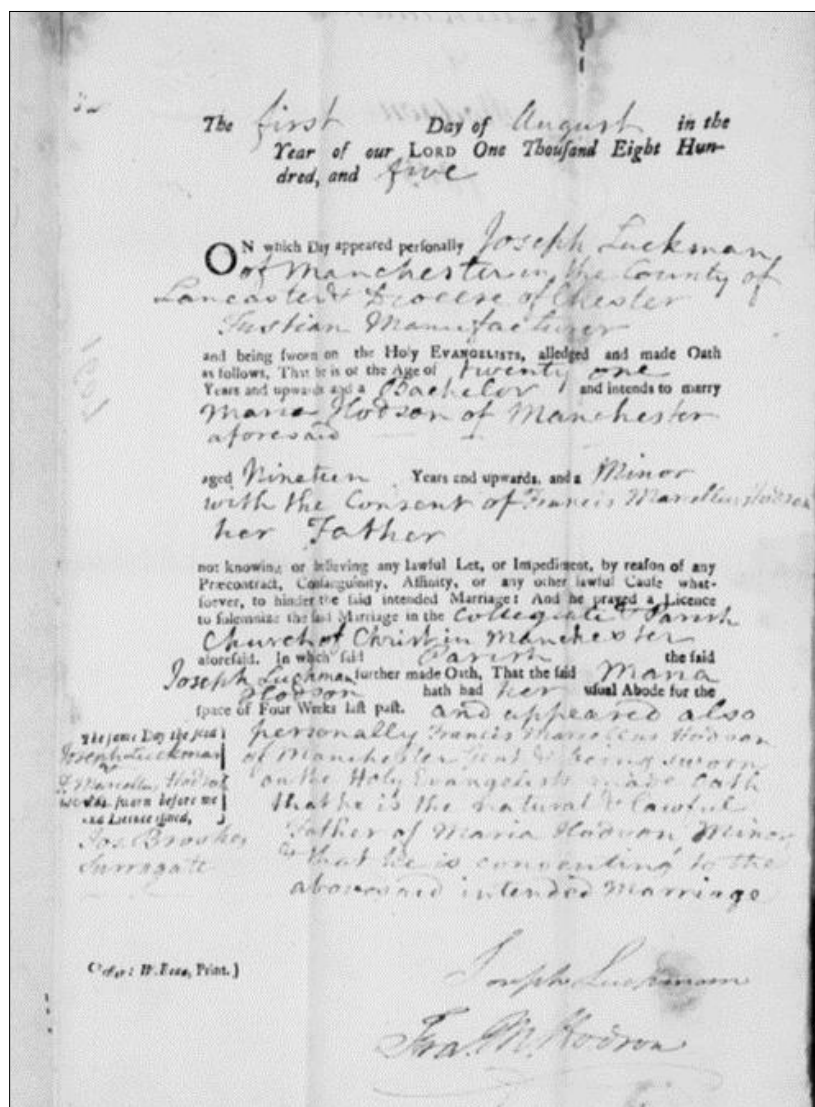 The first Day of August in the
Year of our LORD One Thousand Eight Hun-
dred, and five
ON which Day appeared personally Joseph Luckman
of Manchester in the County of
Lancaster & Diocese of Chester
Fustian Manufacturer
and being sworn on the Holy EVANGELISTS, alledged and made Oath
as follows, That he is of the Age of twenty one
Years and upwards and a Bachelor and intends to marry
Maria Hodson of Manchester
aforesaid
aged Nineteen Years and upwards, and a Minor
with the Consent of Francis Marcellus Hodson
her Father
not knowing or believing any lawful Let, or Impediment, by reason of any
Præcontract, Consanguinity, Affinity, or any other lawful Cause what-
soever, to hinder the said intended Marriage: And he prayed a Licence
to solemnize the said Marriage in the Collegiate & Parish
Church of Christ in Manchester
aforesaid. In which said Parish the said
Joseph Luckman further made Oath, That the said Maria
Hodson hath had her usual Abode for the
space of Four Weeks last past. and appeared also
personally Francis Marcellus Hodson
of Manchester Gent & being sworn
on the Holy Evangelists made Oath
that he is the natural & lawful
Father of Maria Hodson Minor
& that he is consenting to the
abovesaid intended Marriage
The same Day the said
Joseph Luckman
& F. Marcellus Hodson
were sworn before me
and Licence issued,
Jos Brookes
Surrogate
W. , Print.)
Joseph Luckman
Fra. M. Hodson